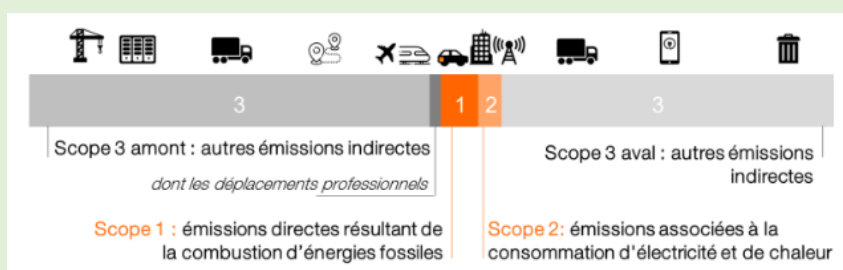 3
1
2
3
Scope 3 amont : autres émissions indirectes
dont les déplacements professionnels
Scope 3 aval : autres émissions
indirectes
Scope 1 : émissions directes résultant de
la combustion d'énergies fossiles
Scope 2: émissions associées à la
consommation d'électricité et de chaleur